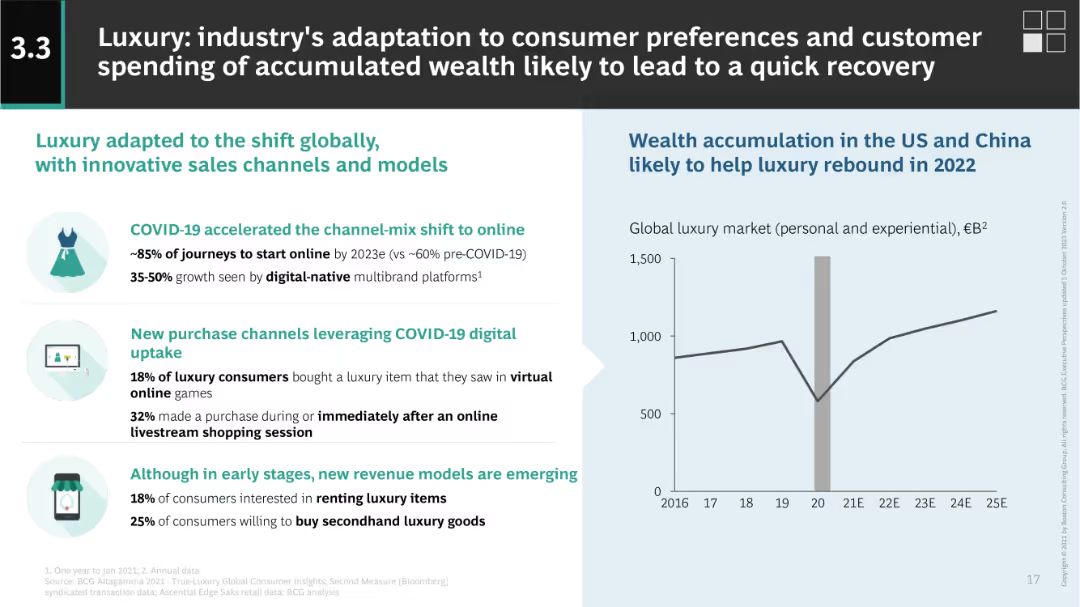 3.3
Luxury: industry's adaptation to consumer preferences and customer
spending of accumulated wealth likely to lead to a quick recovery
Luxury adapted to the shift globally,
with innovative sales channels and models
COVID-19 accelerated the channel-mix shift to online
~85% of journeys to start online by 2023e (vs ~60% pre-COVID-19)
35-50% growth seen by digital-native multibrand platforms1
New purchase channels leveraging COVID-19 digital
uptake
18% of luxury consumers bought a luxury item that they saw in virtual
online games
32% made a purchase during or immediately after an online
livestream shopping session
Although in early stages, new revenue models are emerging
18% of consumers interested in renting luxury items
25% of consumers willing to buy secondhand luxury goods
1. One year to Jan 2021; 2. Annual data
Source: BCG Altagamma 2021 True-Luxury Global Consumer Insights; Second Measure (Bloomberg)
syndicated transaction data; Ascential Edge Saks retail data; BCG analysis
Wealth accumulation in the US and China
likely to help luxury rebound in 2022
Global luxury market (personal and experiential), €B2
1,500
1,000
500
0
2016 17 18 19 20 21E 22E 23E 24E 25E
17
Copyright © 2021 by Boston Consulting Group. All rights reserved. BCG Executive Perspectives updated October 2021 Version 2.0